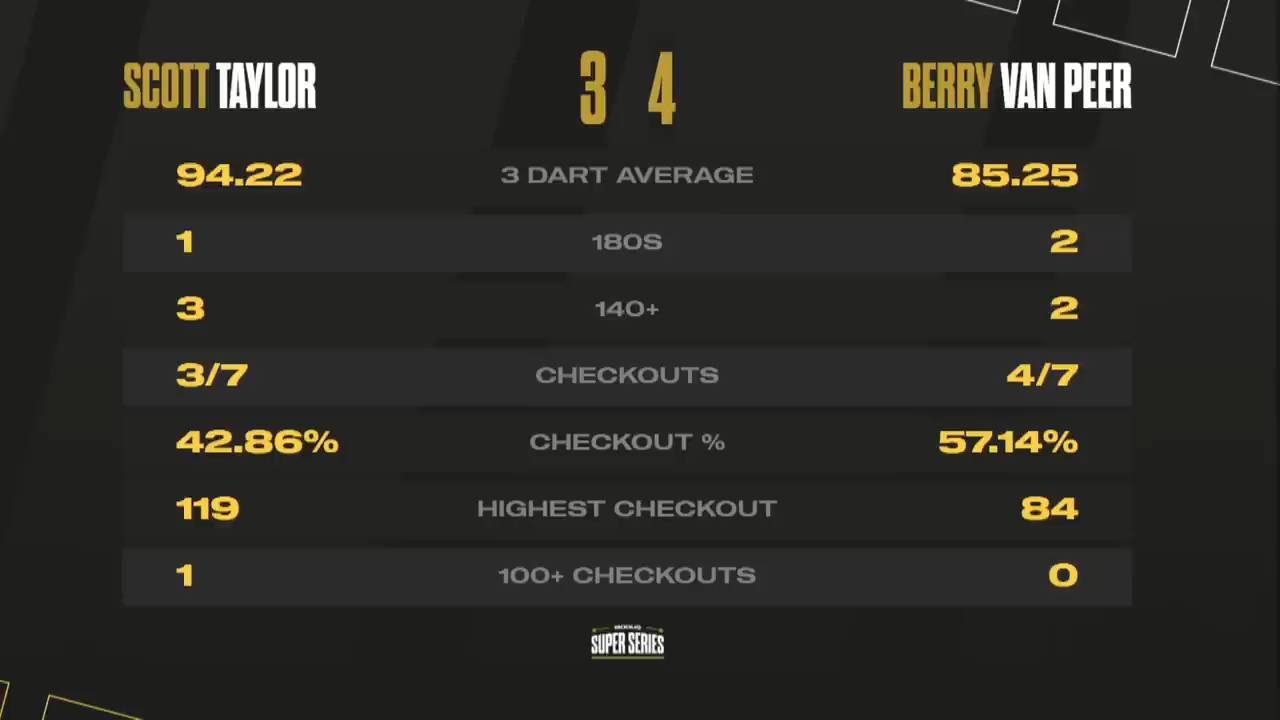 SCOTT TAYLOR 3 4 BERRY VAN PEER
94.22 3 DART AVERAGE 85.25
1 180S 2
3 140+ 2
3/7 CHECKOUTS 4/7
42.86% CHECKOUT % 57.14%
119 HIGHEST CHECKOUT 84
1 100+ CHECKOUTS 0
MODUS
SUPER SERIES